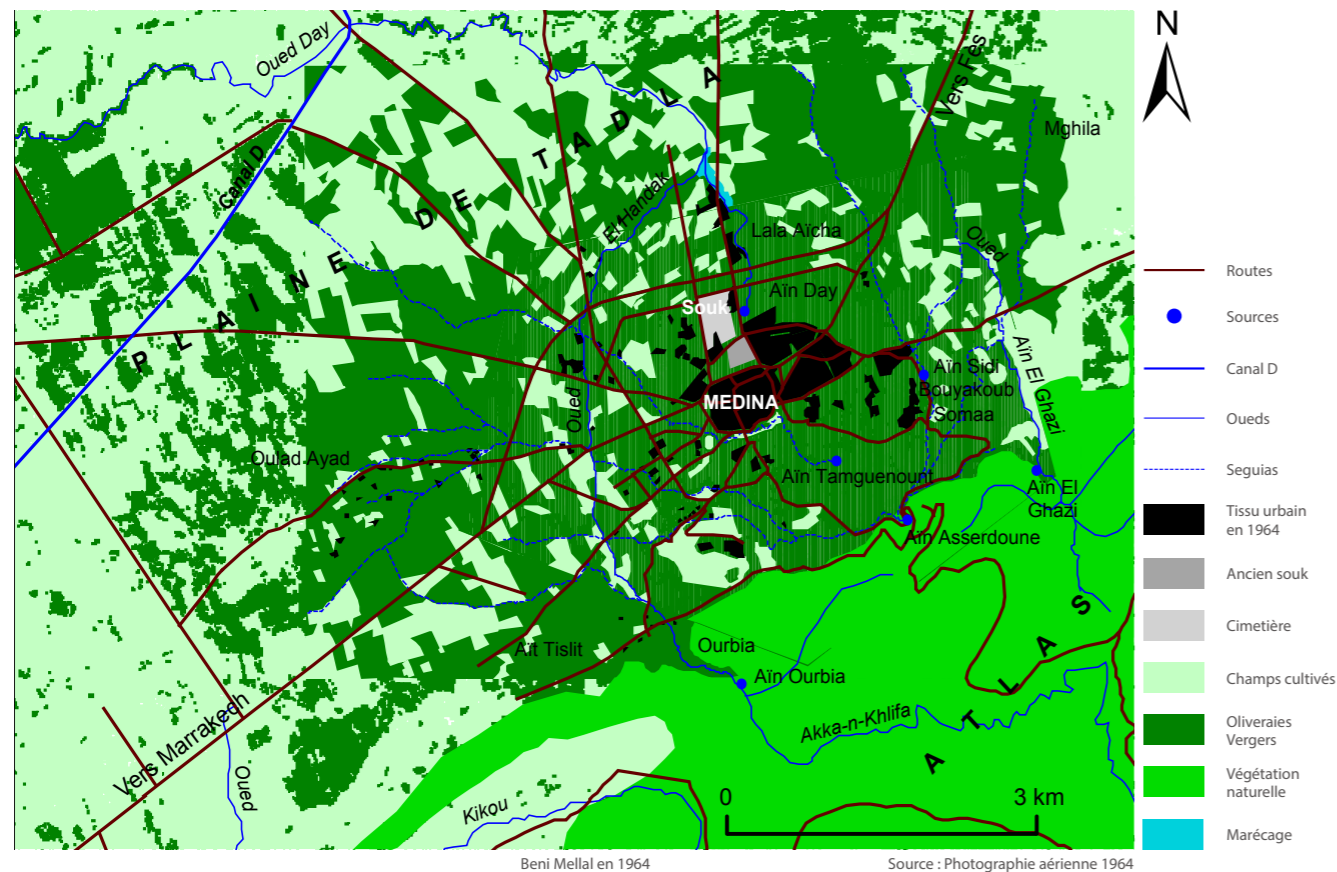 Oued Day
Canal D
PLAINE DE TADLA
Vers Fes
Mghila
El Handak
Oued
Lala Aïcha
Oued
Aïn Day
Souk
Aïn El Ghazi
MEDINA
Aïn Sidi
Bouyakoub
Somaa
Oulad Ayad
Aïn Tamguenount
Aïn El
Ghazi
Aïn Asserdoune
Aït Tislit
Ourbia
Aïn Ourbia
Akka-n-Khlifa
ATLAS
Vers Marrakech
Oued
Kikou
0 3 km
N
Routes
Sources
Canal D
Oueds
Seguias
Tissu urbain
en 1964
Ancien souk
Cimetière
Champs cultivés
Oliveraies
Vergers
Végétation
naturelle
Marécage
Beni Mellal en 1964
Source : Photographie aérienne 1964